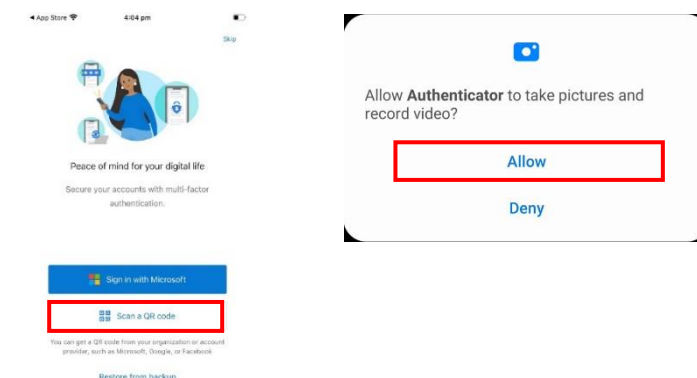 App Store
4:04 pm
Skip
Peace of mind for your digital life
Secure your accounts with multi-factor
authentication.
Sign in with Microsoft
Scan a QR code
You can get a QR code from your organization or account
provider, such as Microsoft, Google, or Facebook
Restore from backup
Allow Authenticator to take pictures and
record video?
Allow
Deny